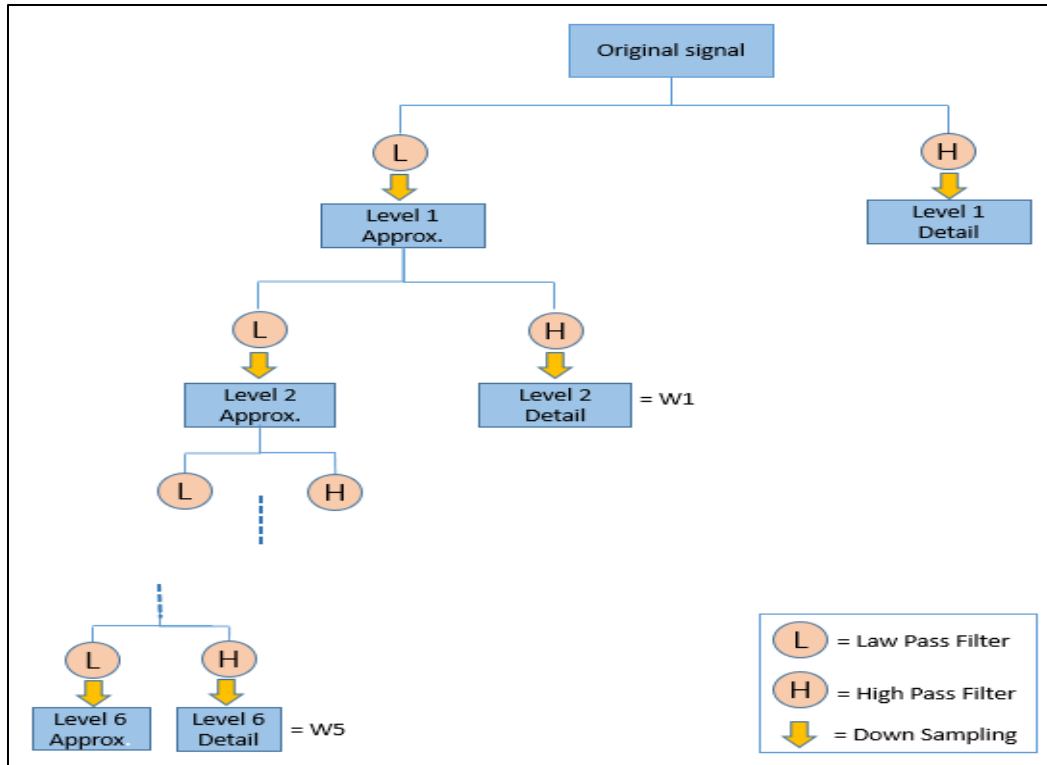 Original signal
L
H
Level 1
Approx.
Level 1
Detail
L
H
Level 2
Approx.
Level 2
Detail
= W1
L
H
L
H
Level 6
Approx.
Level 6
Detail
= W5
L = Law Pass Filter
H = High Pass Filter
= Down Sampling